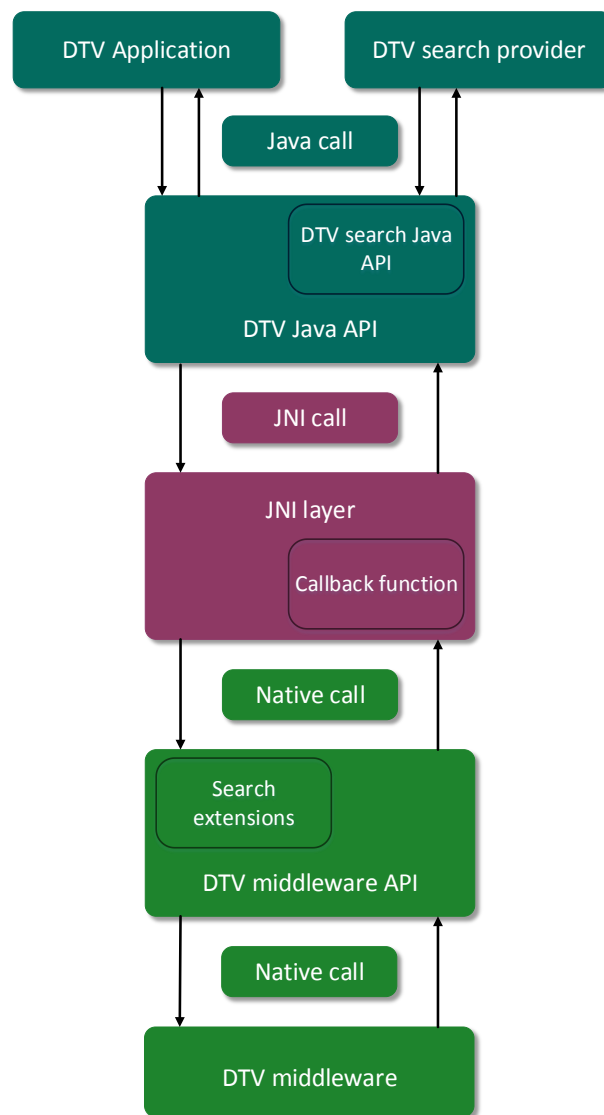 DTV Application
DTV search provider
Java call
DTV search Java
API
DTV Java API
JNI call
JNI layer
Callback function
Native call
Search
extensions
DTV middleware API
Native call
DTV middleware